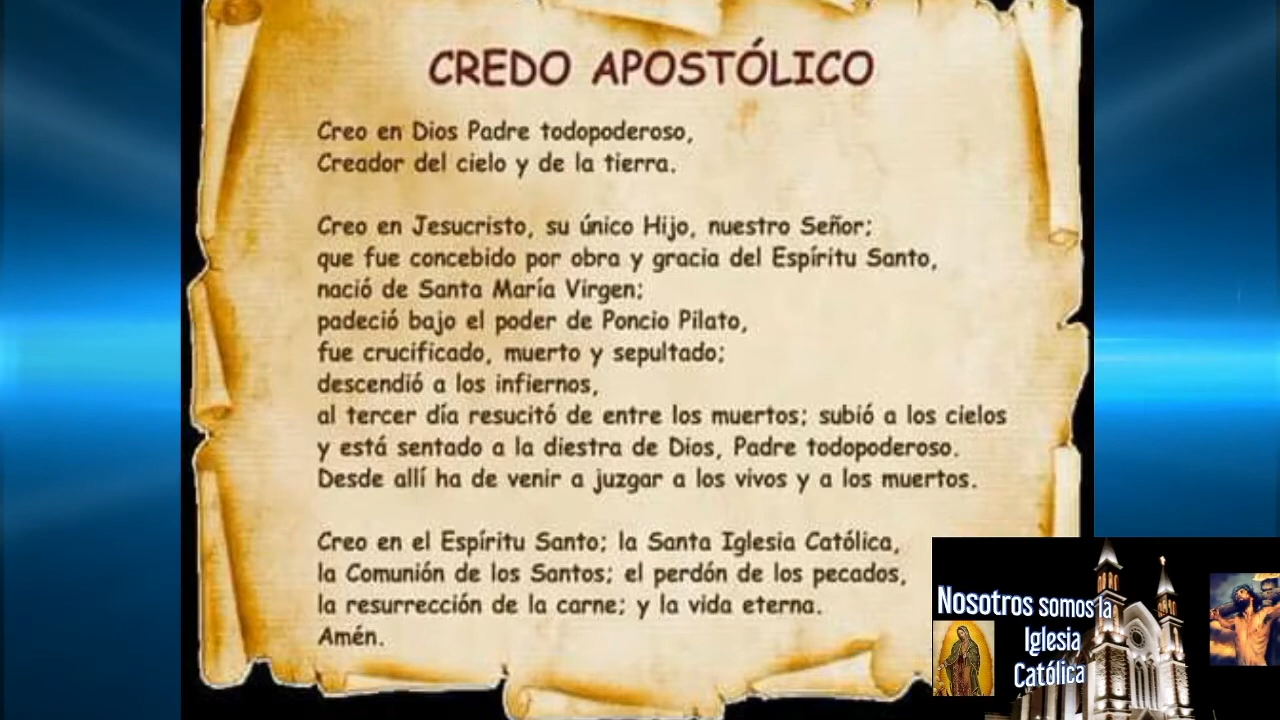 CREDO APOSTÓLICO
Creo en Dios Padre todopoderoso,
Creador del cielo y de la tierra.
Creo en Jesucristo, su único Hijo, nuestro Señor;
que fue concebido por obra y gracia del Espíritu Santo,
nació de Santa María Virgen;
padeció bajo el poder de Poncio Pilato,
fue crucificado, muerto y sepultado;
descendió a los infiernos,
al tercer día resucitó de entre los muertos; subió a los cielos
y está sentado a la diestra de Dios, Padre todopoderoso.
Desde allí ha de venir a juzgar a los vivos y a los muertos.
Creo en el Espíritu Santo; la Santa Iglesia Católica,
la Comunión de los Santos; el perdón de los pecados,
la resurrección de la carne; y la vida eterna.
Amén.
Nosotros somos la
Iglesia
Católica